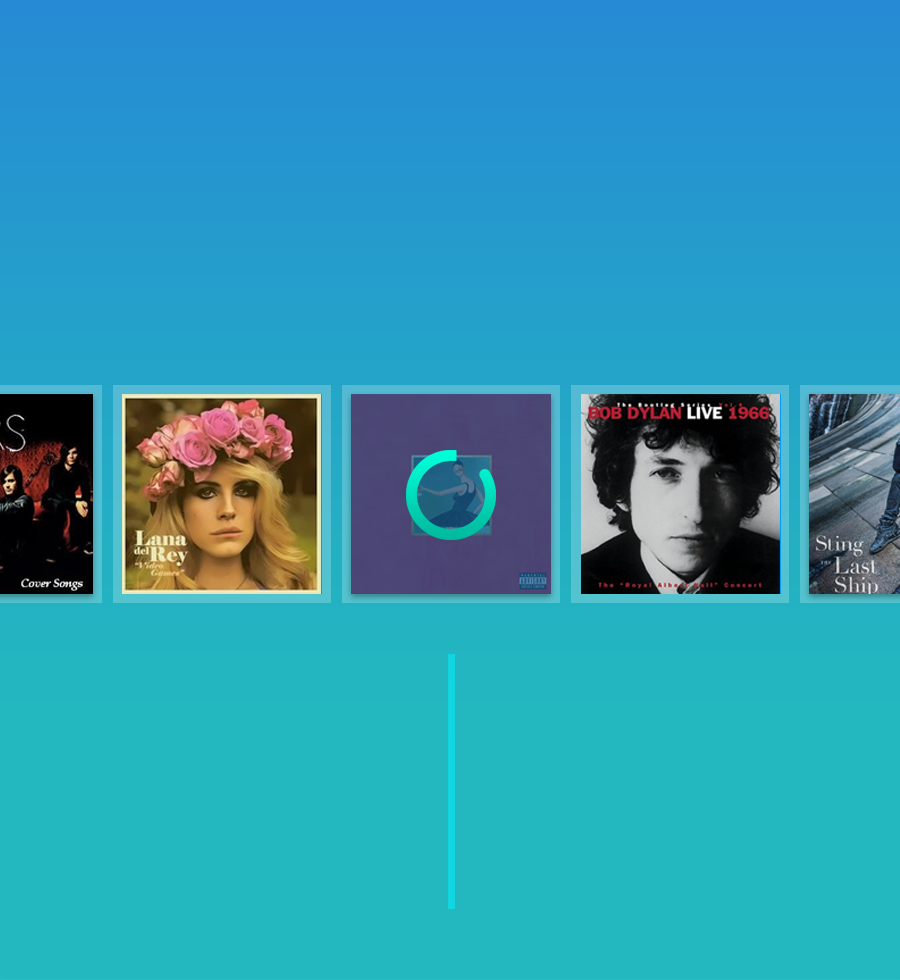 RS
Cover Songs
Lana
del Rey
"Video
Games"
The Bootleg Series Vol. 4
BOB DYLAN LIVE 1966
The "Royal Albert Hall" Concert
Sting
THE Last
Ship